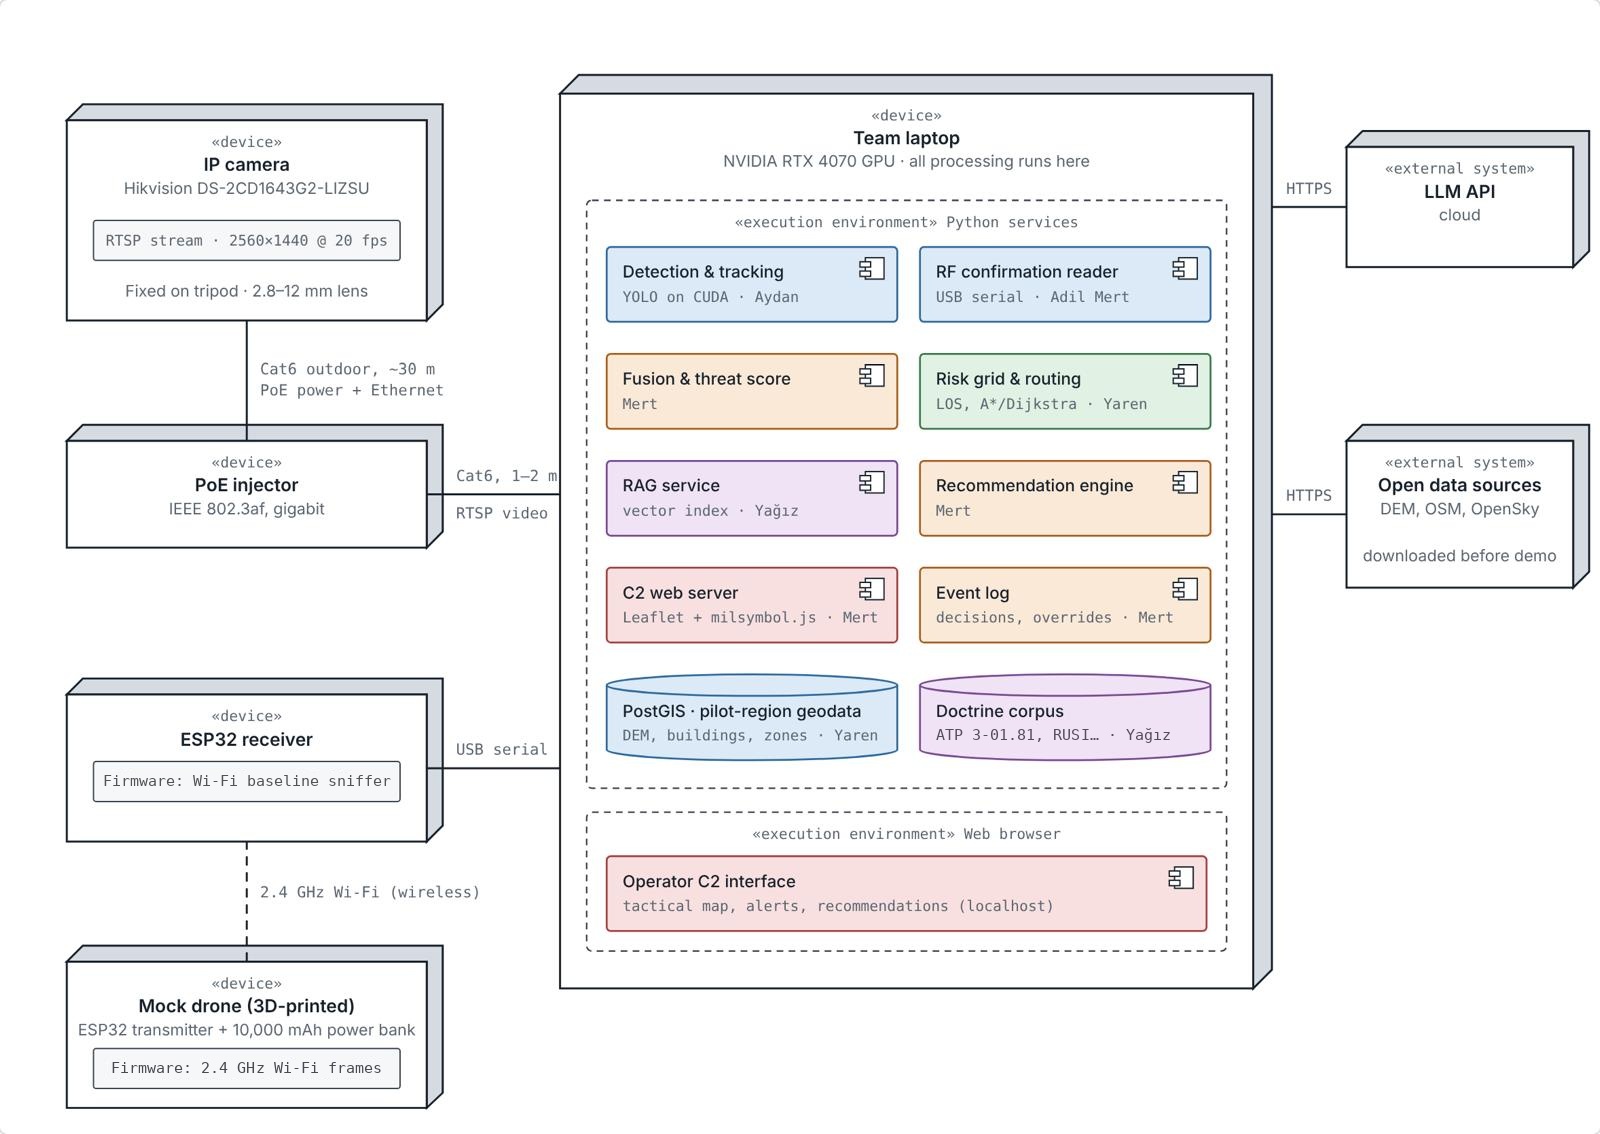 «device»
IP camera
Hikvision DS-2CD1643G2-LIZSU
RTSP stream · 2560×1440 @ 20 fps
Fixed on tripod · 2.8–12 mm lens
Cat6 outdoor, ~30 m
PoE power + Ethernet
«device»
PoE injector
IEEE 802.3af, gigabit
Cat6, 1–2 m
RTSP video
«device»
ESP32 receiver
Firmware: Wi-Fi baseline sniffer
USB serial
2.4 GHz Wi-Fi (wireless)
«device»
Mock drone (3D-printed)
ESP32 transmitter + 10,000 mAh power bank
Firmware: 2.4 GHz Wi-Fi frames
«device»
Team laptop
NVIDIA RTX 4070 GPU · all processing runs here
«execution environment» Python services
Detection & tracking
YOLO on CUDA · Aydan
RF confirmation reader
USB serial · Adil Mert
Fusion & threat score
Mert
Risk grid & routing
LOS, A*/Dijkstra · Yaren
RAG service
vector index · Yağız
Recommendation engine
Mert
C2 web server
Leaflet + milsymbol.js · Mert
Event log
decisions, overrides · Mert
PostGIS · pilot-region geodata
DEM, buildings, zones · Yaren
Doctrine corpus
ATP 3-01.81, RUSI… · Yağız
«execution environment» Web browser
Operator C2 interface
tactical map, alerts, recommendations (localhost)
HTTPS
«external system»
LLM API
cloud
HTTPS
«external system»
Open data sources
DEM, OSM, OpenSky
downloaded before demo